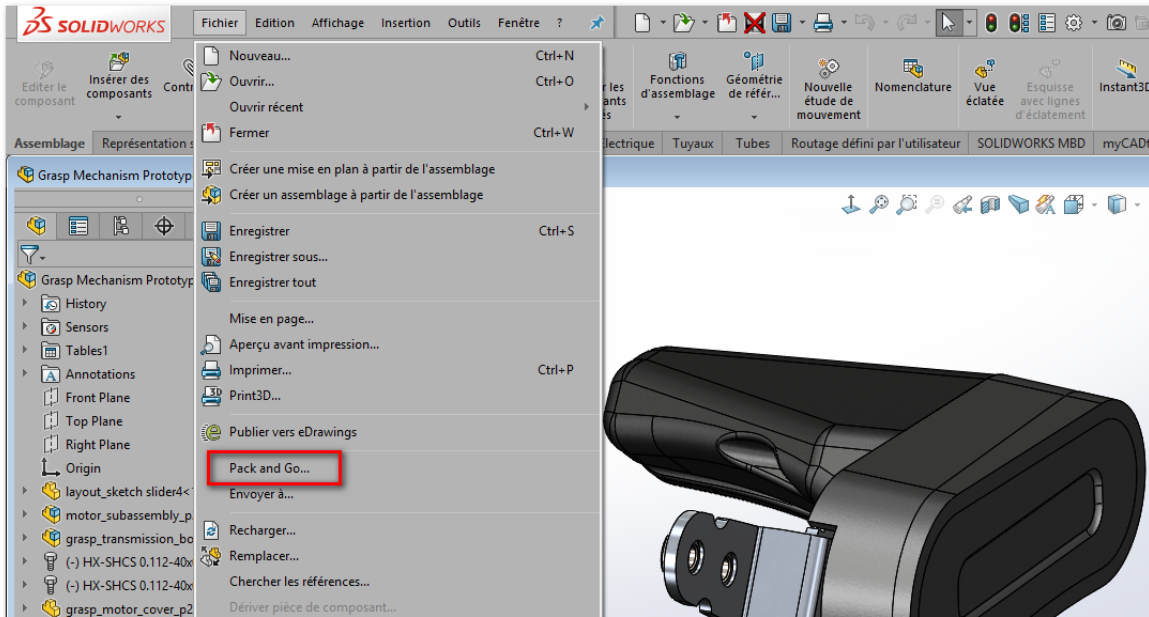 SOLIDWORKS
Fichier Edition Affichage Insertion Outils Fenêtre ?
Editer le composant
Insérer des composants
Contr
Fonctions d'assemblage
Géométrie de référ...
Nouvelle étude de mouvement
Nomenclature
Vue éclatée
Esquisse avec lignes d'éclatement
Instant3D
Assemblage Représentation s
lectrique Tuyaux Tubes Routage défini par l'utilisateur SOLIDWORKS MBD myCADt
Grasp Mechanism Prototyp
Nouveau... Ctrl+N
Ouvrir... Ctrl+O
Ouvrir récent
Fermer Ctrl+W
Créer une mise en plan à partir de l'assemblage
Créer un assemblage à partir de l'assemblage
Enregistrer Ctrl+S
Enregistrer sous...
Enregistrer tout
Mise en page...
Aperçu avant impression...
Imprimer... Ctrl+P
Print3D...
Publier vers eDrawings
Pack and Go...
Envoyer à...
Recharger...
Remplacer...
Chercher les références...
Dériver pièce de composant...
Grasp Mechanism Prototyp
History
Sensors
Tables1
Annotations
Front Plane
Top Plane
Right Plane
Origin
layout_sketch slider4<
motor_subassembly_p
grasp_transmission_bo
(-) HX-SHCS 0.112-40x
(-) HX-SHCS 0.112-40x
grasp_motor_cover_p2